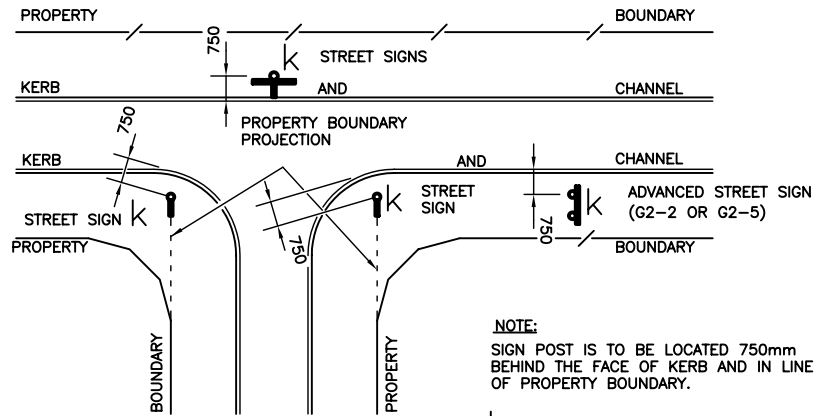 PROPERTY
BOUNDARY
750
k
STREET SIGNS
KERB
AND
CHANNEL
750
PROPERTY BOUNDARY
PROJECTION
KERB
AND
CHANNEL
STREET SIGN
k
750
k
STREET
SIGN
750
k
ADVANCED STREET SIGN
(G2-2 OR G2-5)
PROPERTY
BOUNDARY
BOUNDARY
PROPERTY
NOTE:
SIGN POST IS TO BE LOCATED 750mm
BEHIND THE FACE OF KERB AND IN LINE
OF PROPERTY BOUNDARY.